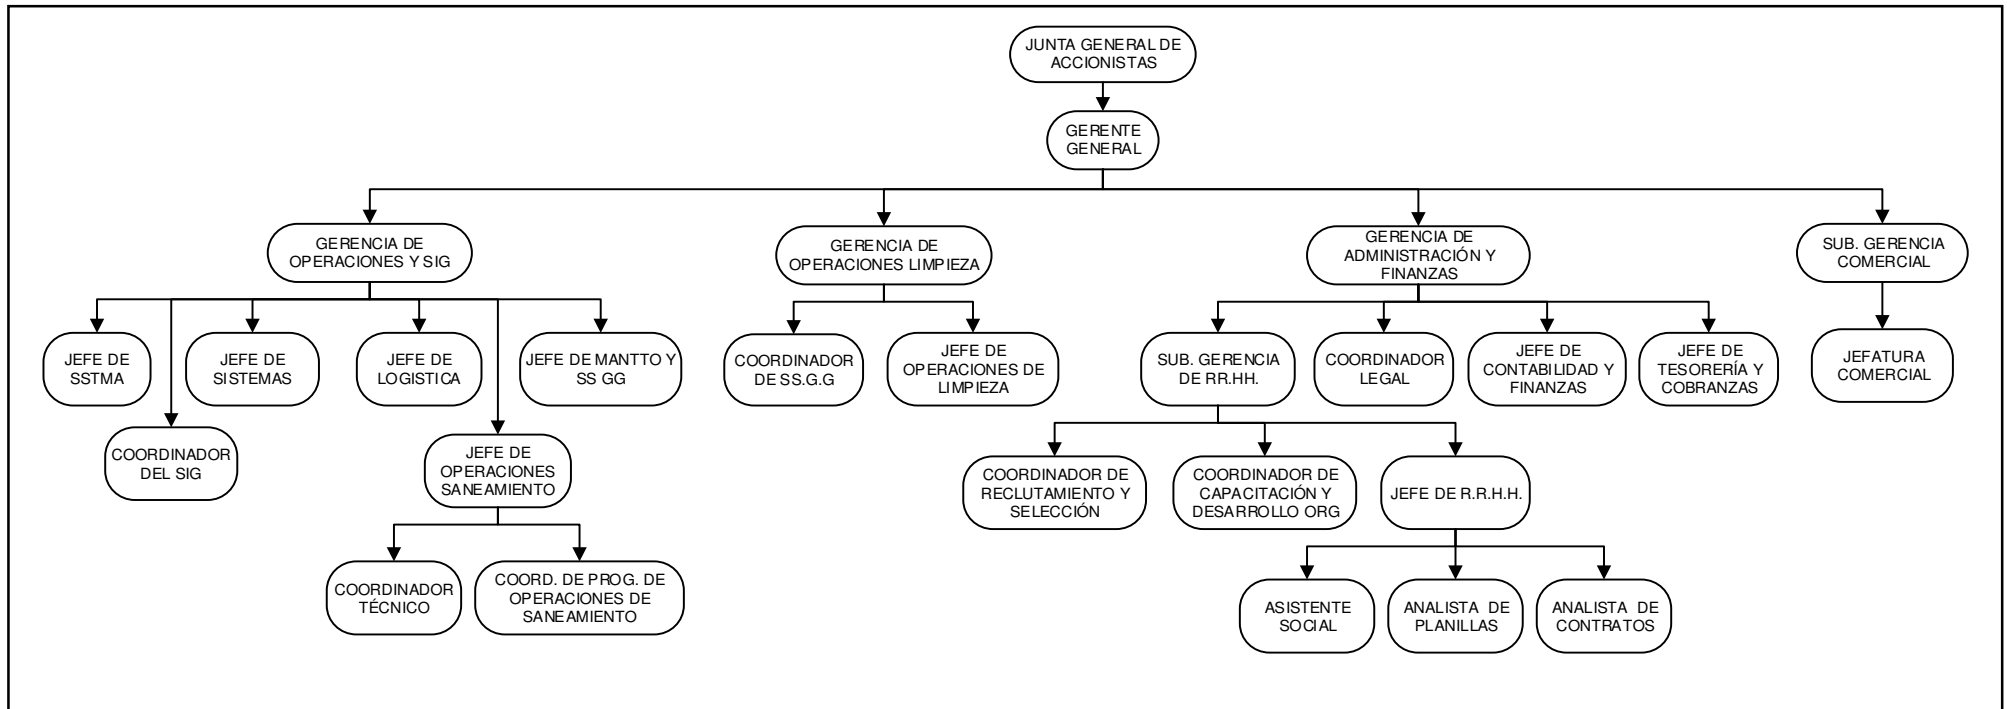 JUNTA GENERAL DE
ACCIONISTAS
GERENTE
GENERAL
GERENCIA DE
OPERACIONES Y SIG
GERENCIA DE
OPERACIONES LIMPIEZA
GERENCIA DE
ADMINISTRACIÓN Y
FINANZAS
SUB. GERENCIA
COMERCIAL
JEFE DE
SSTMA
JEFE DE
SISTEMAS
JEFE DE
LOGISTICA
JEFE DE MANTTO Y
SS GG
COORDINADOR
DE SS.G.G
JEFE DE
OPERACIONES DE
LIMPIEZA
SUB. GERENCIA
DE RR.HH.
COORDINADOR
LEGAL
JEFE DE
CONTABILIDAD Y
FINANZAS
JEFE DE
TESORERÍA Y
COBRANZAS
JEFATURA
COMERCIAL
COORDINADOR
DEL SIG
JEFE DE
OPERACIONES
SANEAMIENTO
COORDINADOR DE
RECLUTAMIENTO Y
SELECCIÓN
COORDINADOR DE
CAPACITACIÓN Y
DESARROLLO ORG
JEFE DE R.R.H.H.
COORDINADOR
TÉCNICO
COORD. DE PROG. DE
OPERACIONES DE
SANEAMIENTO
ASISTENTE
SOCIAL
ANALISTA DE
PLANILLAS
ANALISTA DE
CONTRATOS